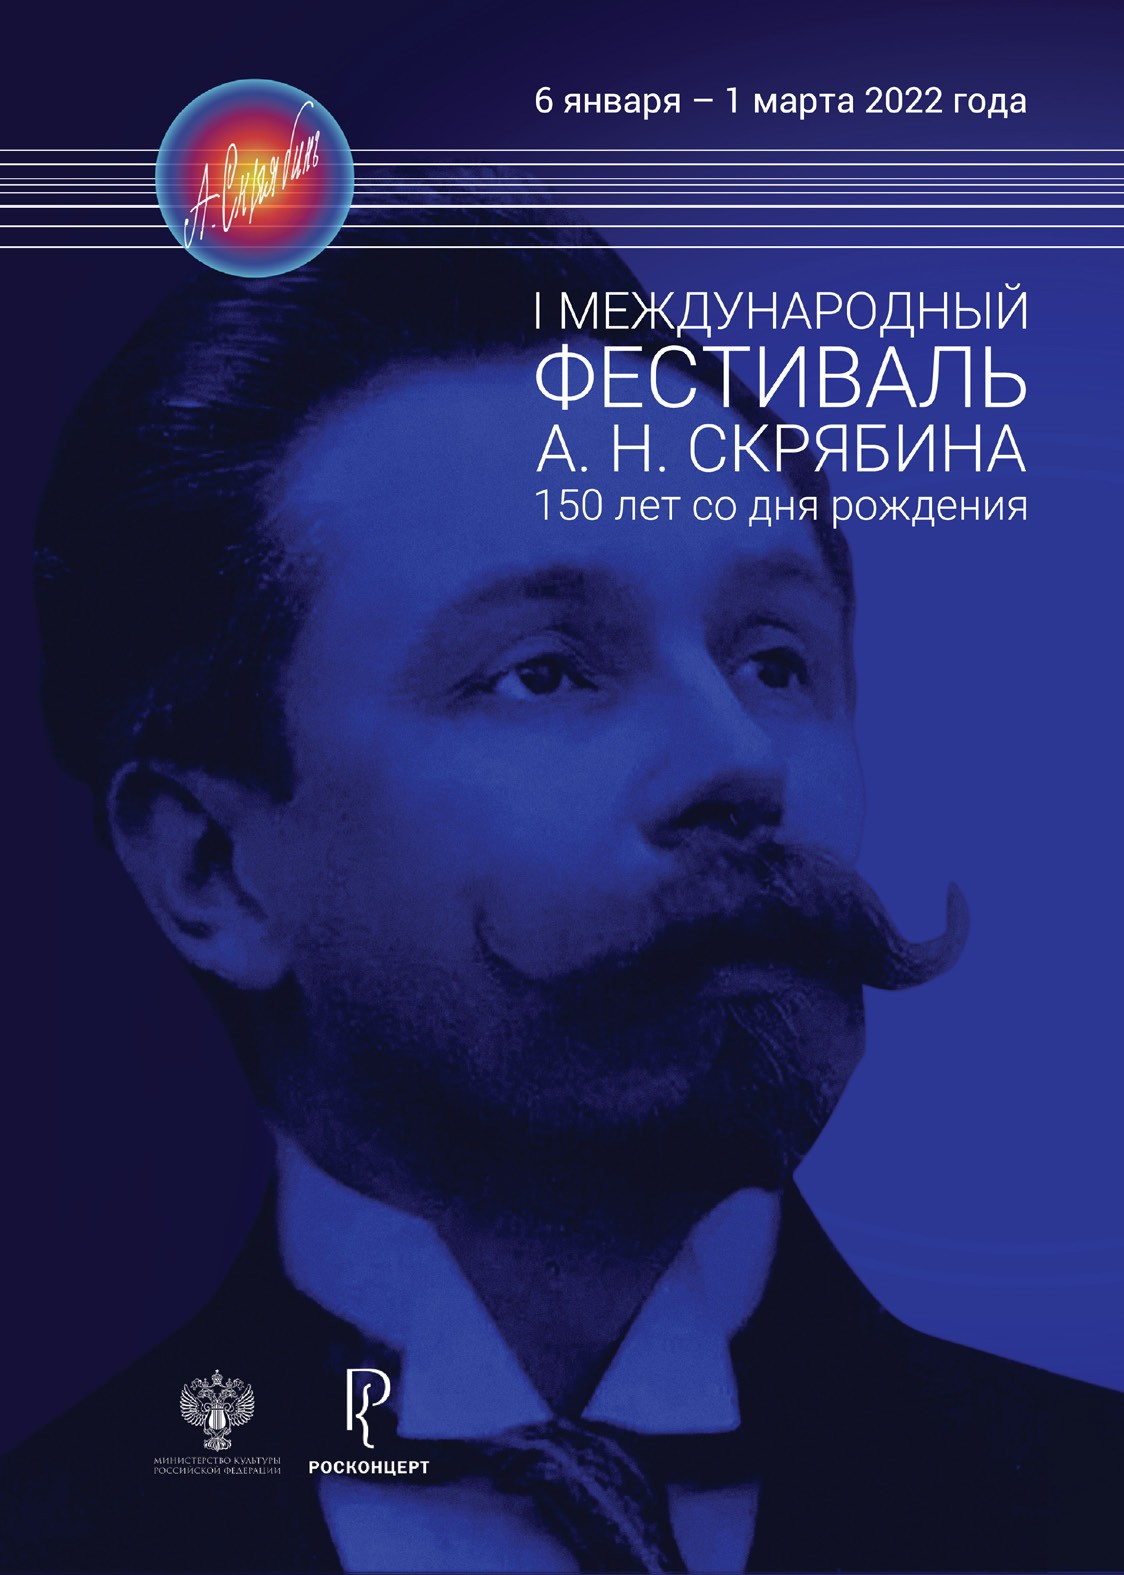 6 января – 1 марта 2022 года
А. Скрябинъ
I МЕЖДУНАРОДНЫЙ
ФЕСТИВАЛЬ
А. Н. СКРЯБИНА
150 лет со дня рождения
МИНИСТЕРСТВО КУЛЬТУРЫ
РОССИЙСКОЙ ФЕДЕРАЦИИ
РОСКОНЦЕРТ